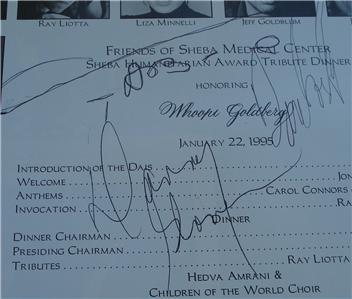 RAY LIOTTA LIZA MINNELLI JEFF GOLDBLUM
FRIENDS OF SHEBA MEDICAL CENTER
SHEBA HUMANITARIAN AWARD TRIBUTE DINNER
HONORING
Whoopi Goldberg
JANUARY 22, 1995
INTRODUCTION OF THE DAIS
WELCOME JON
ANTHEMS CAROL CONNORS
INVOCATION RA
DINNER
DINNER CHAIRMAN
PRESIDING CHAIRMAN
TRIBUTES RAY LIOTTA
HEDVA AMRANI &
CHILDREN OF THE WORLD CHOIR